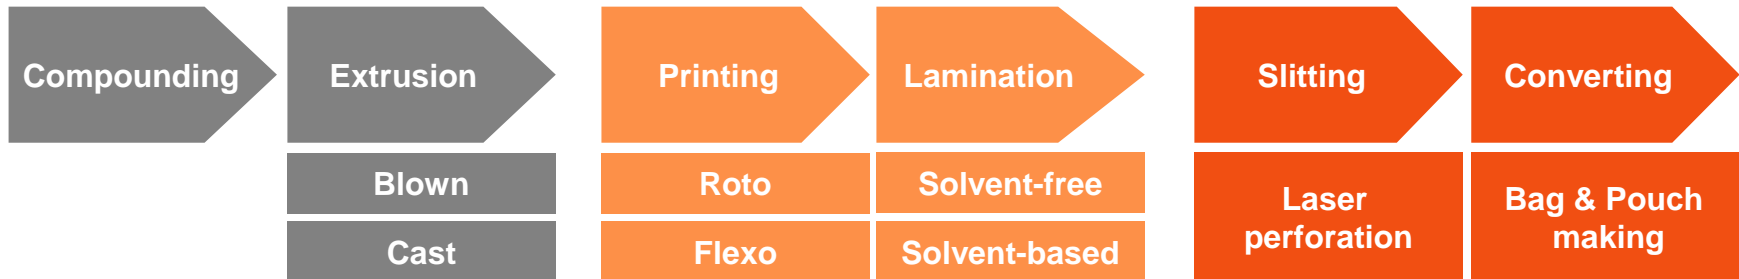 Compounding
Extrusion
Printing
Lamination
Slitting
Converting
Blown
Roto
Solvent-free
Laser
perforation
Bag & Pouch
making
Cast
Flexo
Solvent-based